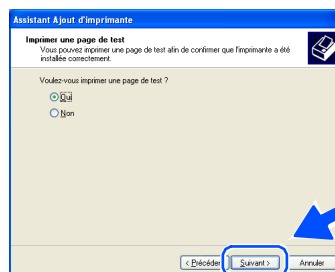 Assistant Ajout d'imprimante
Imprimer une page de test
Vous pouvez imprimer une page de test afin de confirmer que l'imprimante a été
installée correctement.
Voulez-vous imprimer une page de test ?
Oui
Non
< Précédent Suivant > Annuler